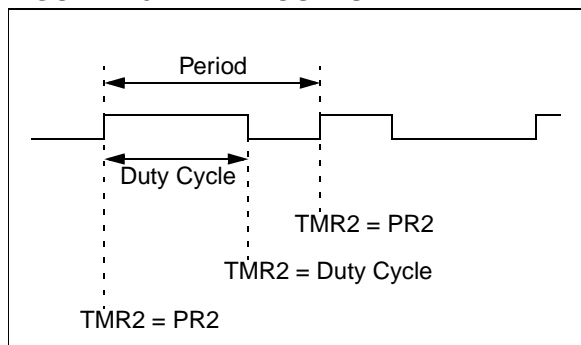 Period
Duty Cycle
TMR2 = PR2
TMR2 = Duty Cycle
TMR2 = PR2